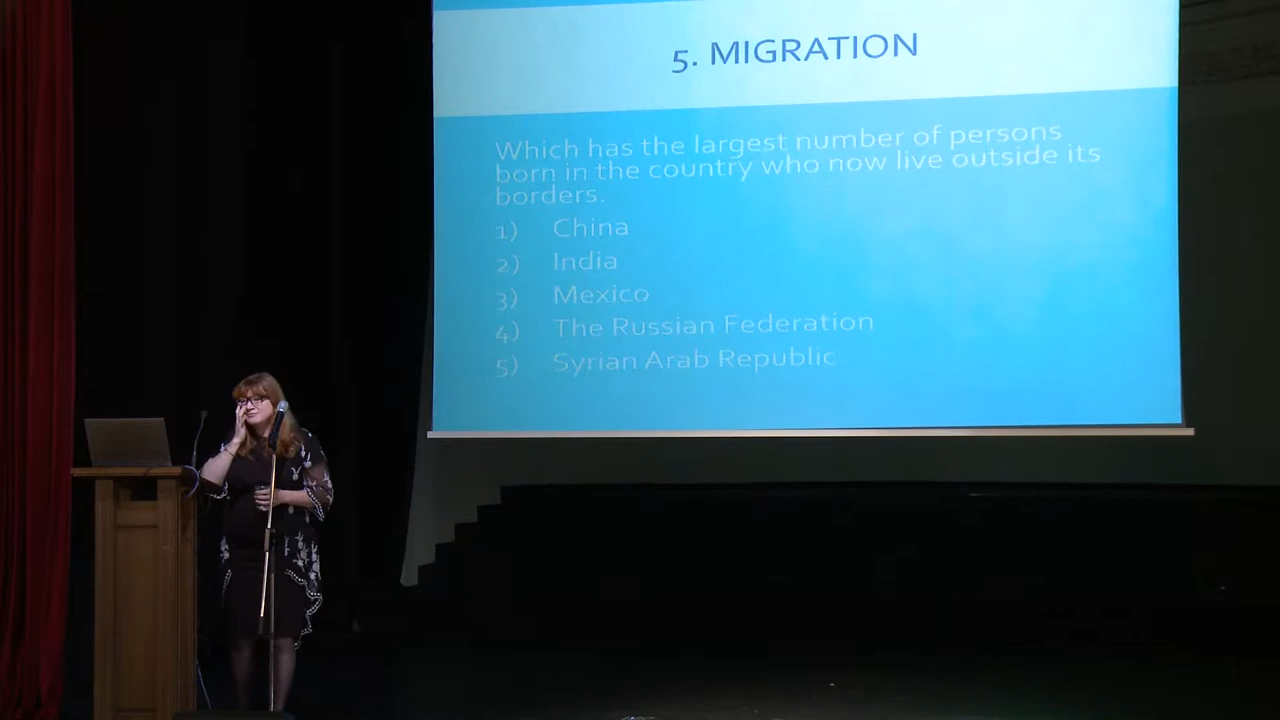 5. MIGRATION
Which has the largest number of persons
born in the country who now live outside its
borders.
1) China
2) India
3) Mexico
4) The Russian Federation
5) Syrian Arab Republic